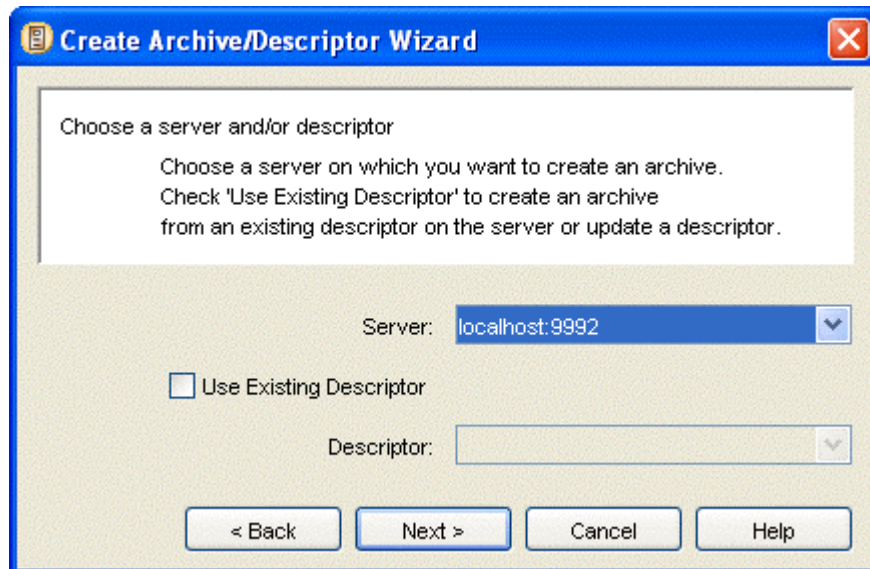 Create Archive/Descriptor Wizard
Choose a server and/or descriptor
Choose a server on which you want to create an archive.
Check 'Use Existing Descriptor' to create an archive
from an existing descriptor on the server or update a descriptor.
Server: localhost:9992
Use Existing Descriptor
Descriptor:
< Back Next > Cancel Help